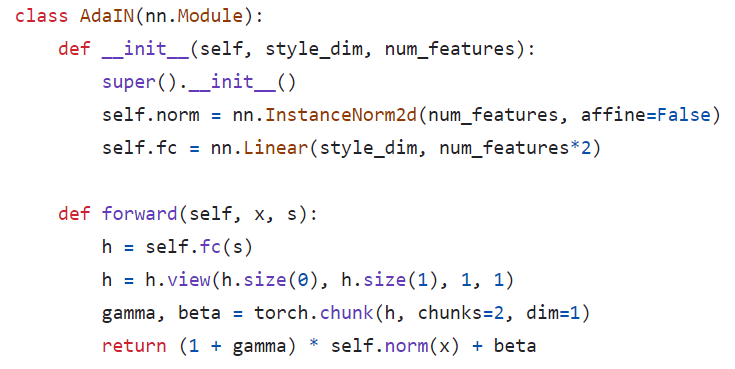 class AdaIN(nn.Module):
    def __init__(self, style_dim, num_features):
        super().__init__()
        self.norm = nn.InstanceNorm2d(num_features, affine=False)
        self.fc = nn.Linear(style_dim, num_features*2)

    def forward(self, x, s):
        h = self.fc(s)
        h = h.view(h.size(0), h.size(1), 1, 1)
        gamma, beta = torch.chunk(h, chunks=2, dim=1)
        return (1 + gamma) * self.norm(x) + beta